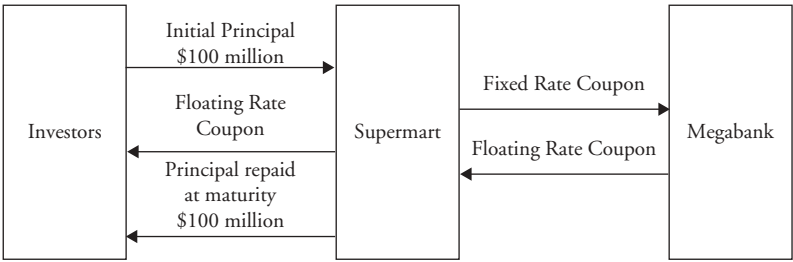 Investors
Initial Principal
$100 million
Floating Rate
Coupon
Principal repaid
at maturity
$100 million
Supermart
Fixed Rate Coupon
Floating Rate Coupon
Megabank